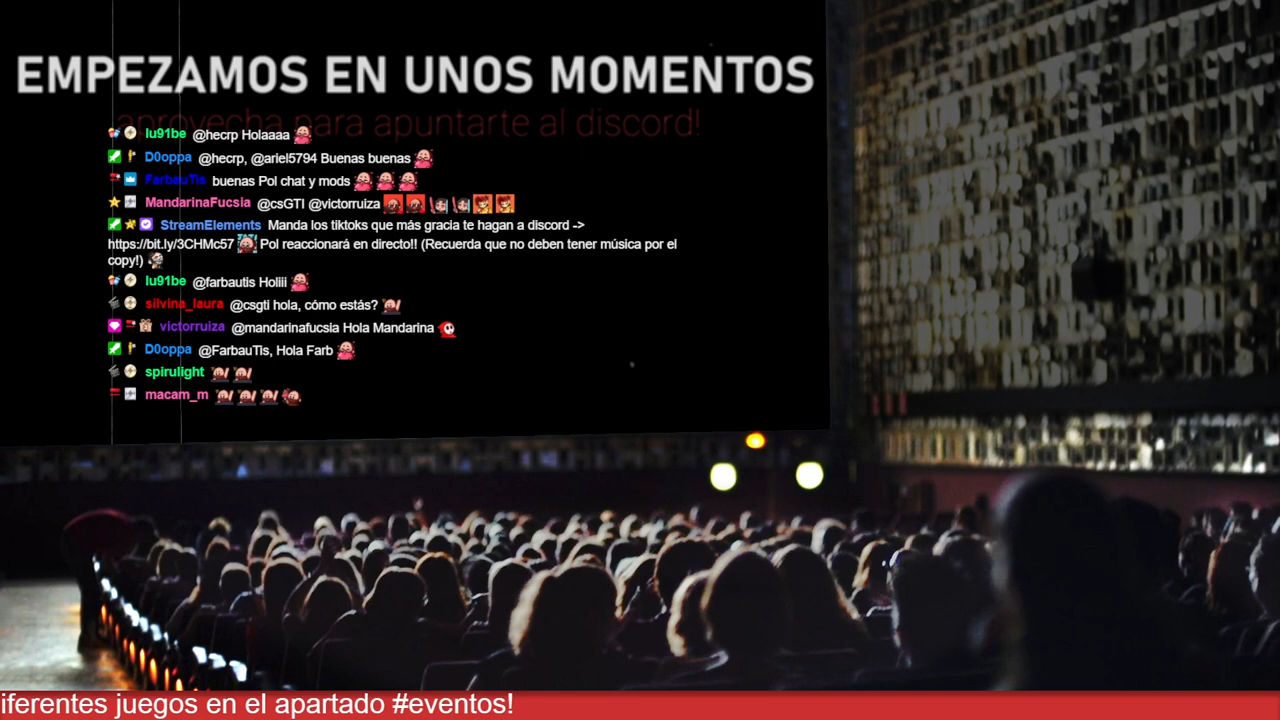 EMPEZAMOS EN UNOS MOMENTOS
aprovecha para apuntarte al discord!
lu91be @hecrp Holaaaa
D0oppa @hecrp, @ariel5794 Buenas buenas
FarbauTis buenas Pol chat y mods
MandarinaFucsia @csGTI @victorruiza
StreamElements Manda los tiktoks que más gracia te hagan a discord ->
https://bit.ly/3CHMc57 Pol reaccionará en directo!! (Recuerda que no deben tener música por el
copy!)
lu91be @farbautis Holiii
silvina_laura @csgti hola, cómo estás?
victorruiza @mandarinafucsia Hola Mandarina
D0oppa @FarbauTis, Hola Farb
spirulight
macam_m
iferentes juegos en el apartado #eventos!